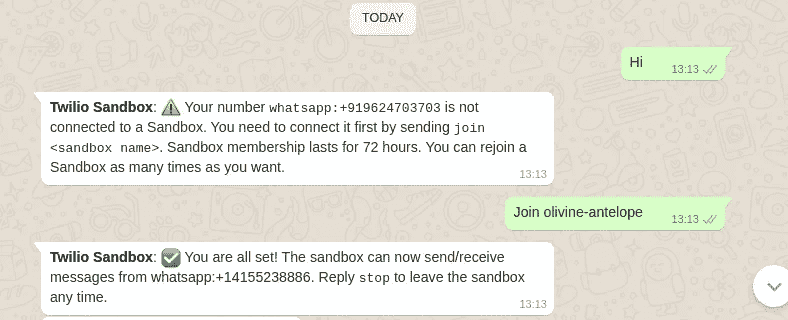 TODAY
Hi
13:13
Twilio Sandbox: ⚠️ Your number whatsapp:+919624703703 is not
connected to a Sandbox. You need to connect it first by sending join
<sandbox name>. Sandbox membership lasts for 72 hours. You can rejoin a
Sandbox as many times as you want.
13:13
Join olivine-antelope
13:13
Twilio Sandbox: ✅ You are all set! The sandbox can now send/receive
messages from whatsapp:+14155238886. Reply stop to leave the sandbox
any time.
13:13